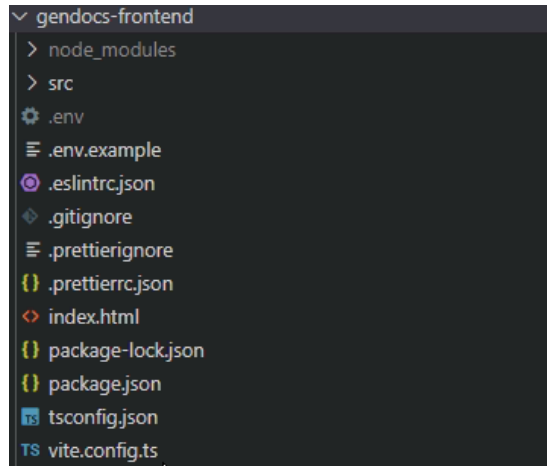 gendocs-frontend
node_modules
src
.env
.env.example
.eslintrc.json
.gitignore
.prettierignore
{} .prettierrc.json
<> index.html
{} package-lock.json
{} package.json
TS tsconfig.json
TS vite.config.ts